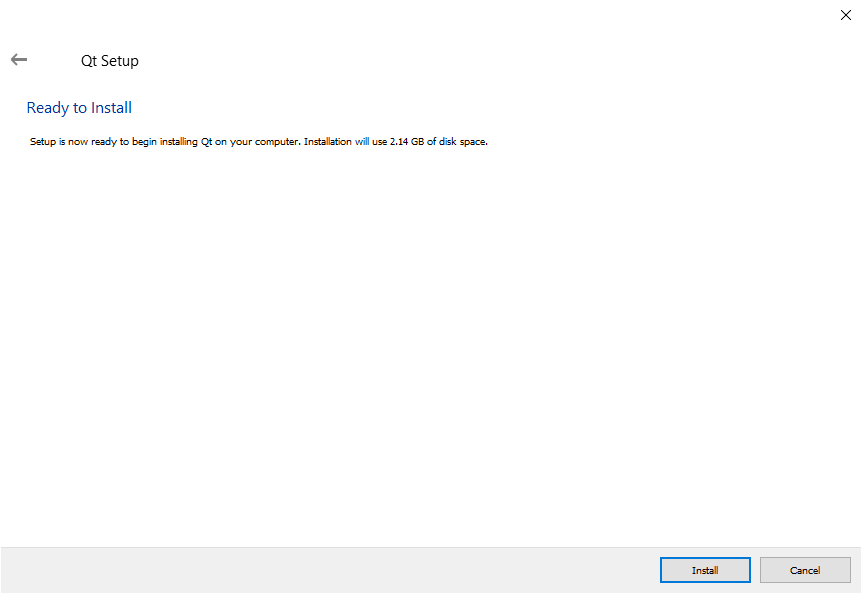 Qt Setup
Ready to Install
Setup is now ready to begin installing Qt on your computer. Installation will use 2.14 GB of disk space.
Install
Cancel